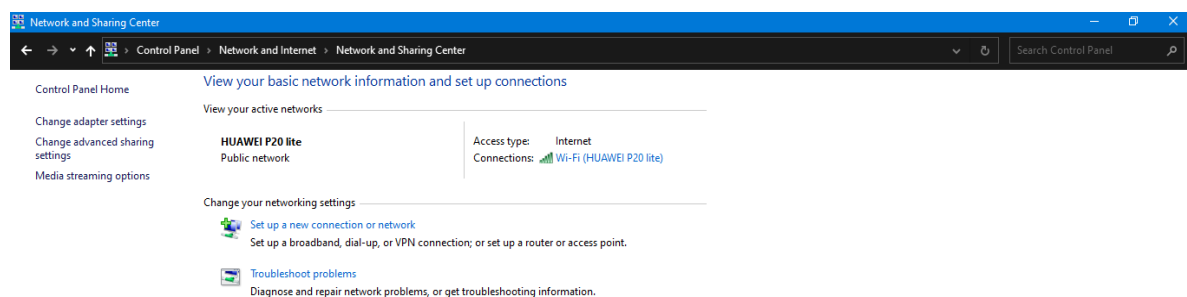 Network and Sharing Center
Control Panel › Network and Internet › Network and Sharing Center
Search Control Panel
Control Panel Home
Change adapter settings
Change advanced sharing
settings
Media streaming options
View your basic network information and set up connections
View your active networks
HUAWEI P20 lite
Public network
Access type: Internet
Connections: Wi-Fi (HUAWEI P20 lite)
Change your networking settings
Set up a new connection or network
Set up a broadband, dial-up, or VPN connection; or set up a router or access point.
Troubleshoot problems
Diagnose and repair network problems, or get troubleshooting information.